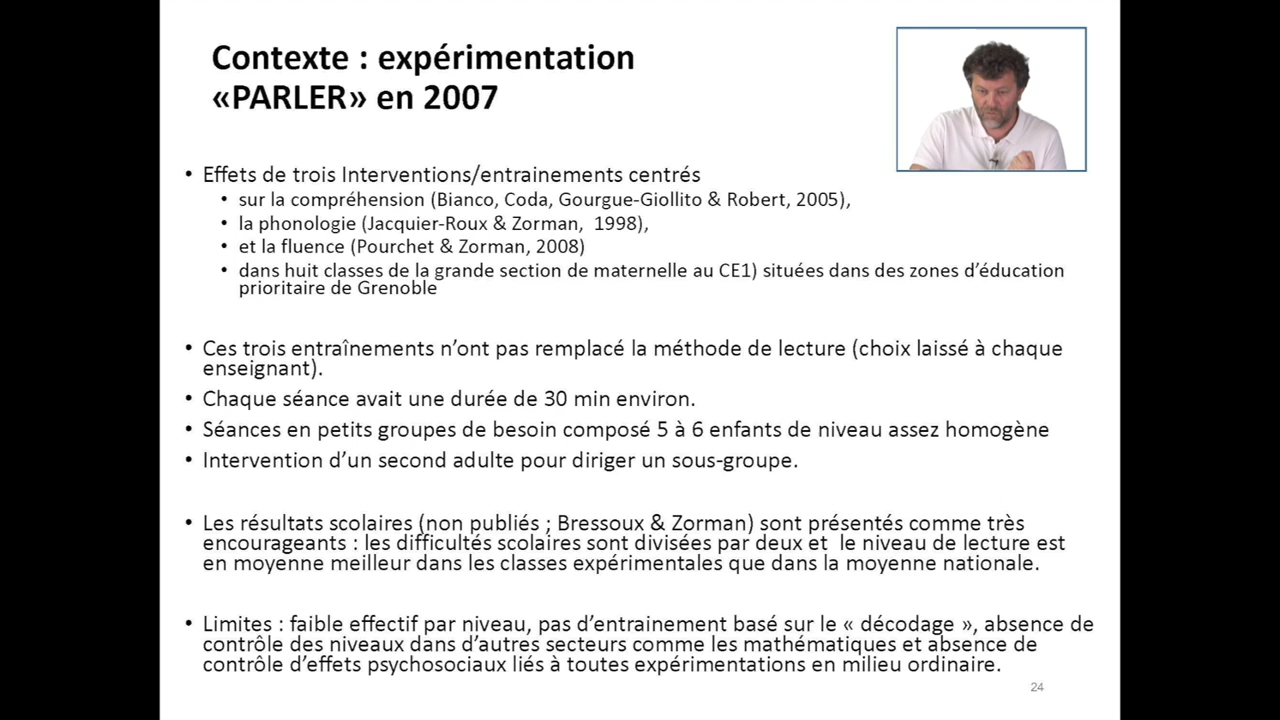 Contexte : expérimentation
«PARLER» en 2007
• Effets de trois Interventions/entrainements centrés
• sur la compréhension (Bianco, Coda, Gourgue-Giollito & Robert, 2005),
• la phonologie (Jacquier-Roux & Zorman,  1998),
• et la fluence (Pourchet & Zorman, 2008)
• dans huit classes de la grande section de maternelle au CE1) situées dans des zones d’éducation
prioritaire de Grenoble
• Ces trois entraînements n’ont pas remplacé la méthode de lecture (choix laissé à chaque
enseignant).
• Chaque séance avait une durée de 30 min environ.
• Séances en petits groupes de besoin composé 5 à 6 enfants de niveau assez homogène
• Intervention d’un second adulte pour diriger un sous-groupe.
• Les résultats scolaires (non publiés ; Bressoux & Zorman) sont présentés comme très
encourageants : les difficultés scolaires sont divisées par deux et  le niveau de lecture est
en moyenne meilleur dans les classes expérimentales que dans la moyenne nationale.
• Limites : faible effectif par niveau, pas d’entrainement basé sur le « décodage », absence de
contrôle des niveaux dans d’autres secteurs comme les mathématiques et absence de
contrôle d’effets psychosociaux liés à toutes expérimentations en milieu ordinaire.
24